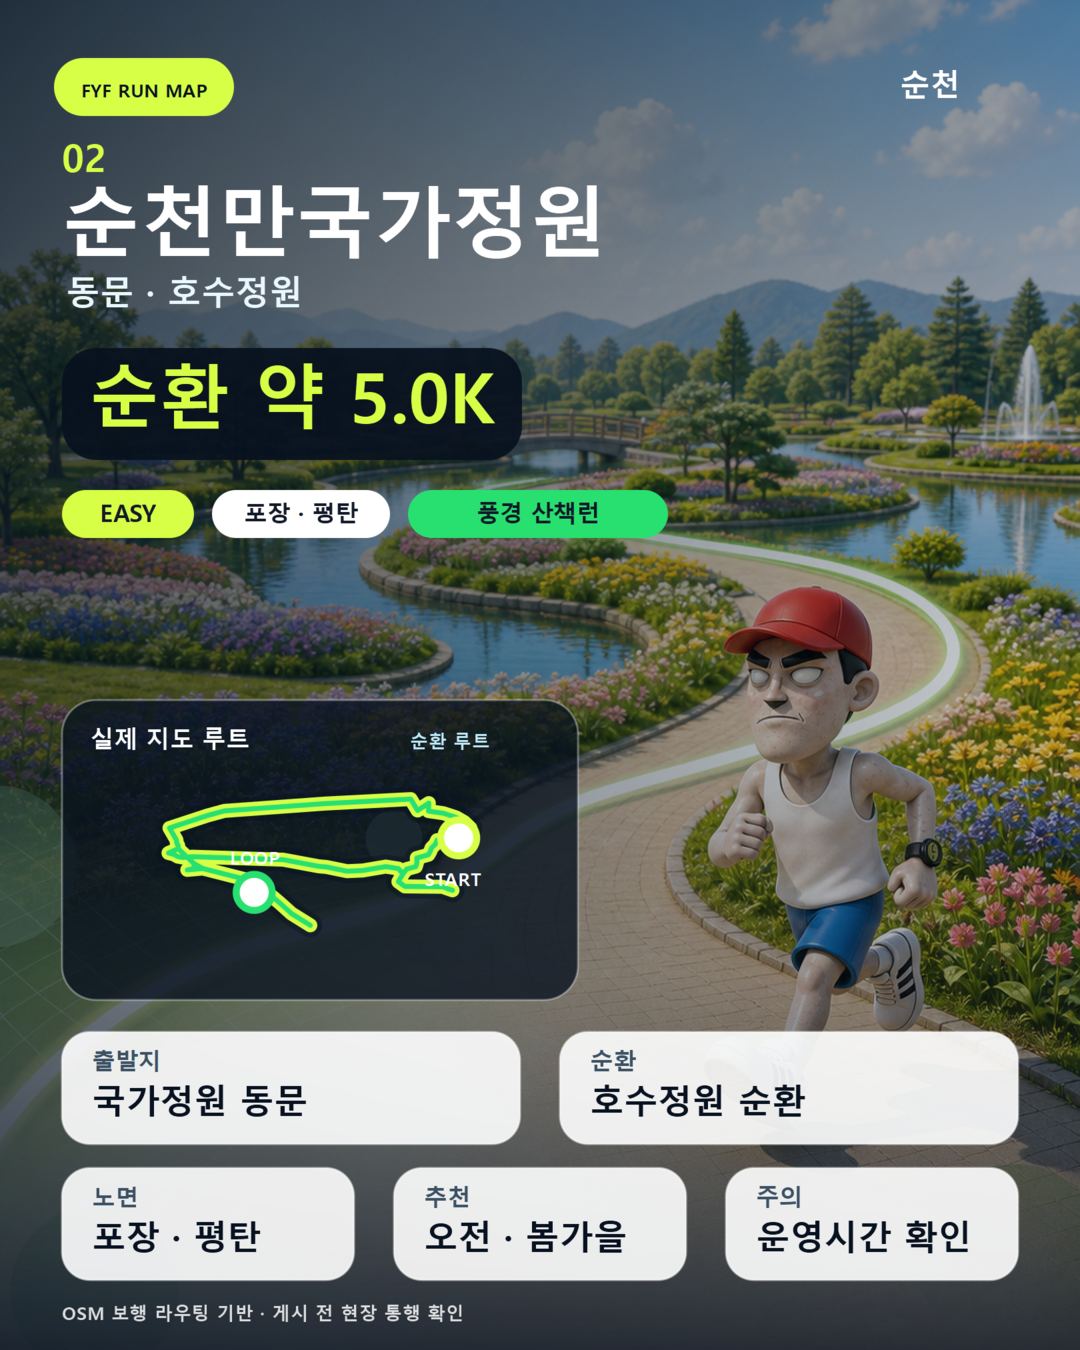 FYF RUN MAP
순천
02
순천만국가정원
동문 · 호수정원
순환 약 5.0K
EASY
포장 · 평탄
풍경 산책런
실제 지도 루트
순환 루트
LOOP
START
출발지
국가정원 동문
순환
호수정원 순환
노면
포장 · 평탄
추천
오전 · 봄가을
주의
운영시간 확인
OSM 보행 라우팅 기반 · 게시 전 현장 통행 확인